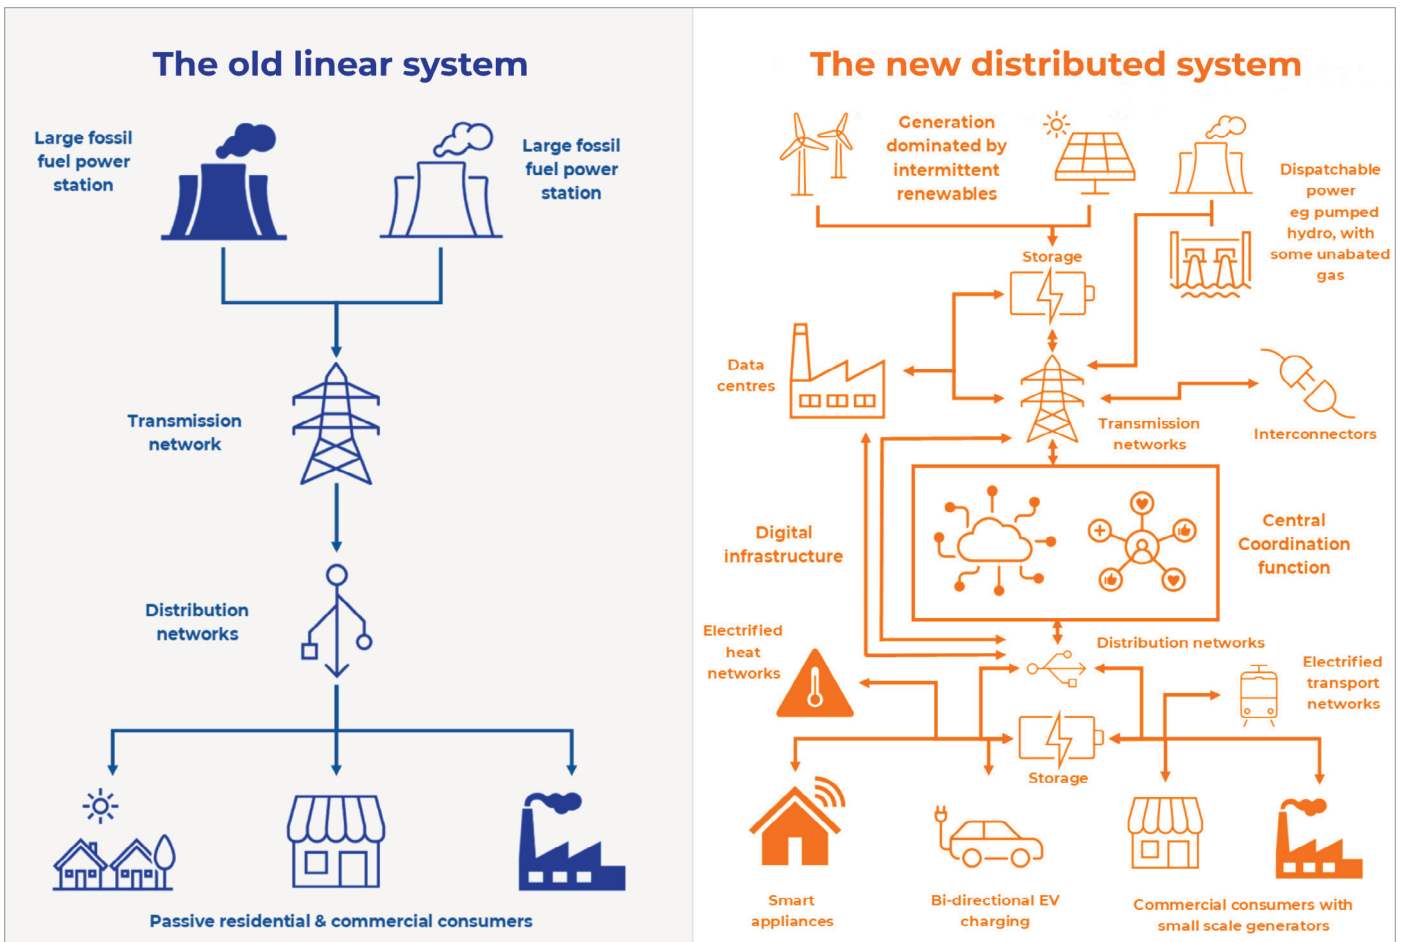 The old linear system
Large fossil
fuel power
station
Large fossil
fuel power
station
Transmission
network
Distribution
networks
Passive residential & commercial consumers
The new distributed system
Generation
dominated by
intermittent
renewables
Dispatchable
power
eg pumped
hydro, with
some unabated
gas
Storage
Data
centres
Transmission
networks
Interconnectors
Digital
infrastructure
Central
Coordination
function
Electrified
heat
networks
Distribution networks
Electrified
transport
networks
Storage
Smart
appliances
Bi-directional EV
charging
Commercial consumers with
small scale generators